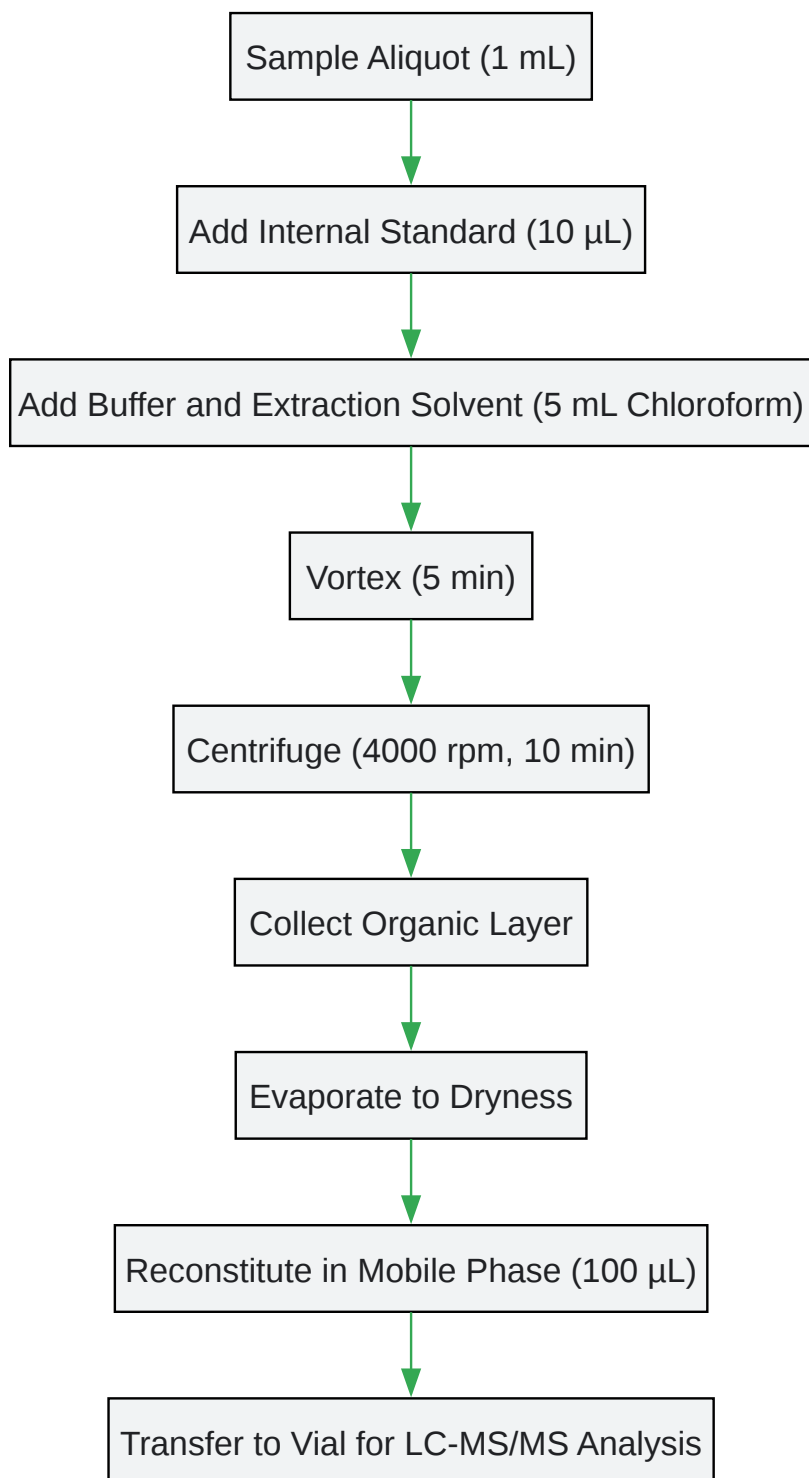 Sample Aliquot (1 mL)
Add Internal Standard (10 µL)
Add Buffer and Extraction Solvent (5 mL Chloroform)
Vortex (5 min)
Centrifuge (4000 rpm, 10 min)
Collect Organic Layer
Evaporate to Dryness
Reconstitute in Mobile Phase (100 µL)
Transfer to Vial for LC-MS/MS Analysis